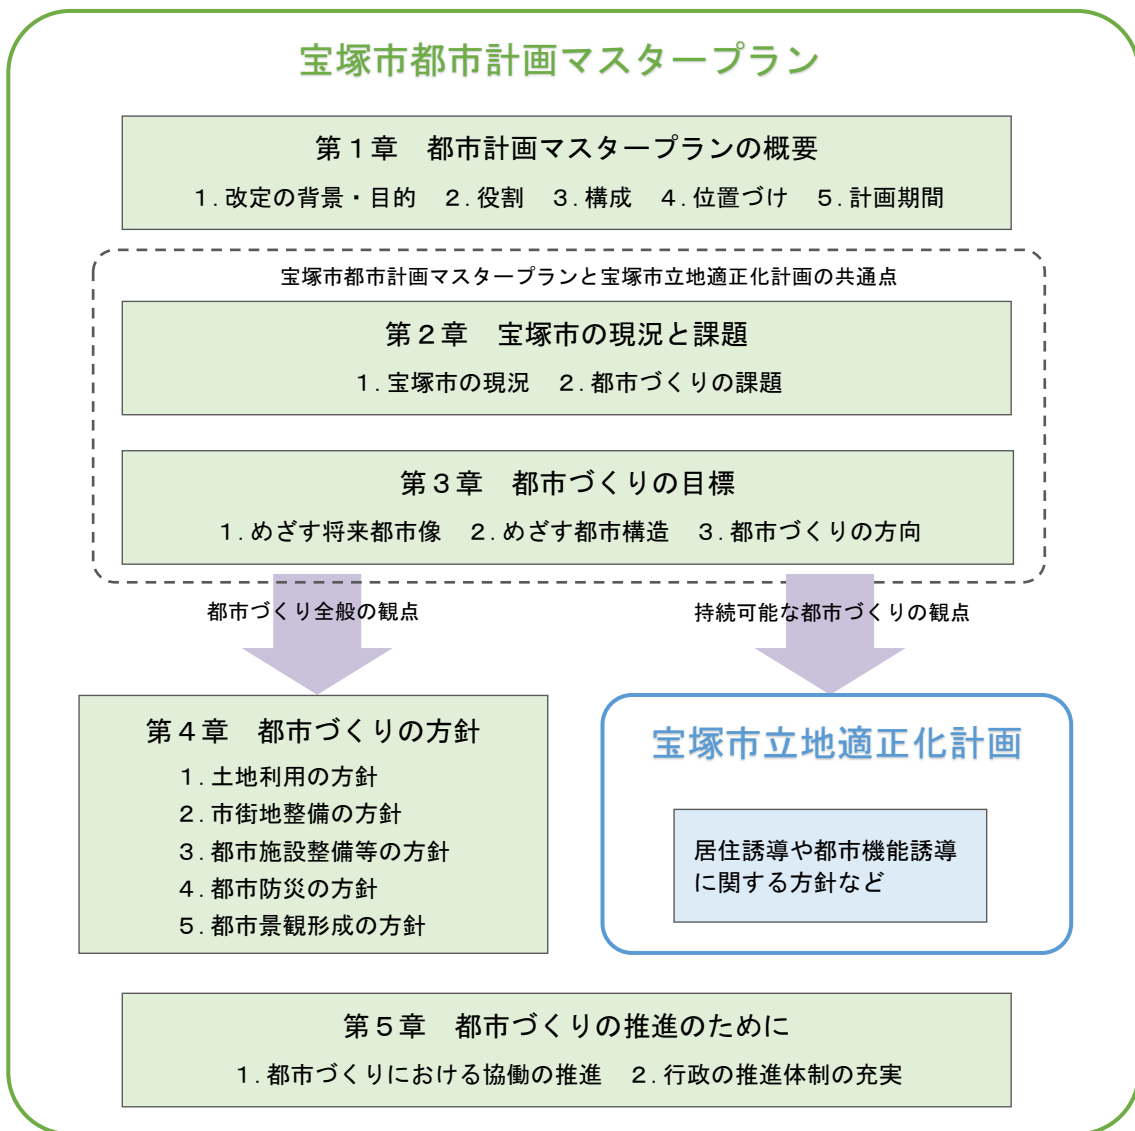 宝塚市都市計画マスタープラン
第１章　都市計画マスタープランの概要
１．改定の背景・目的　２．役割　３．構成　４．位置づけ　５．計画期間
宝塚市都市計画マスタープランと宝塚市立地適正化計画の共通点
第２章　宝塚市の現況と課題
１．宝塚市の現況　２．都市づくりの課題
第３章　都市づくりの目標
１．めざす将来都市像　２．めざす都市構造　３．都市づくりの方向
都市づくり全般の観点
持続可能な都市づくりの観点
第４章　都市づくりの方針
１．土地利用の方針
２．市街地整備の方針
３．都市施設整備等の方針
４．都市防災の方針
５．都市景観形成の方針
宝塚市立地適正化計画
居住誘導や都市機能誘導
に関する方針など
第５章　都市づくりの推進のために
１．都市づくりにおける協働の推進　２．行政の推進体制の充実